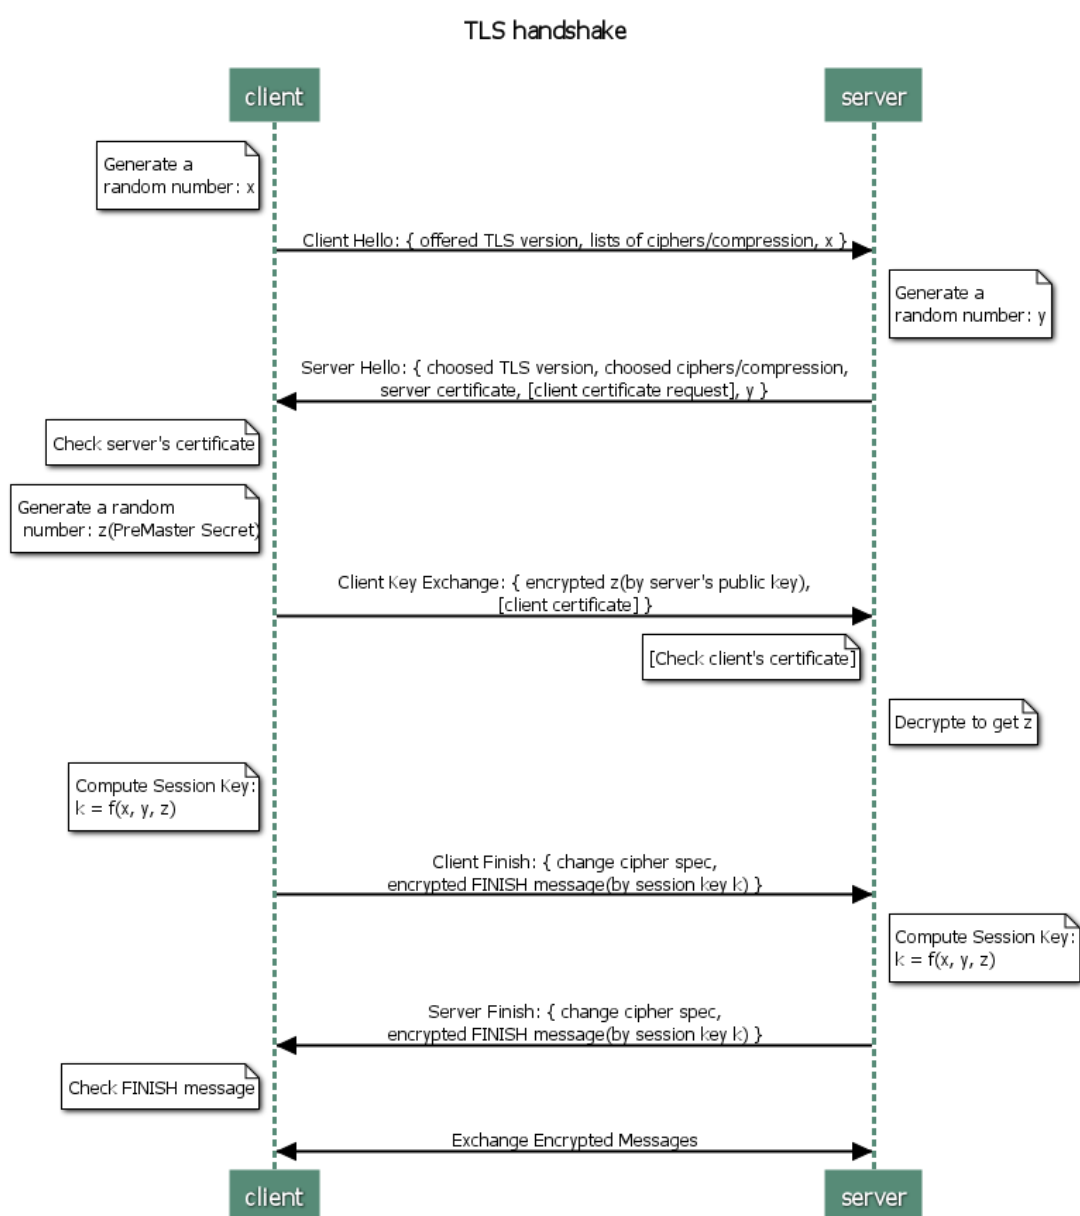 TLS handshake
client
server
Generate a
random number: x
Client Hello: { offered TLS version, lists of ciphers/compression, x }
Generate a
random number: y
Server Hello: { choosed TLS version, choosed ciphers/compression,
server certificate, [client certificate request], y }
Check server's certificate
Generate a random
number: z(PreMaster Secret)
Client Key Exchange: { encrypted z(by server's public key),
[client certificate] }
[Check client's certificate]
Decrypte to get z
Compute Session Key:
k = f(x, y, z)
Client Finish: { change cipher spec,
encrypted FINISH message(by session key k) }
Compute Session Key:
k = f(x, y, z)
Server Finish: { change cipher spec,
encrypted FINISH message(by session key k) }
Check FINISH message
Exchange Encrypted Messages
client
server